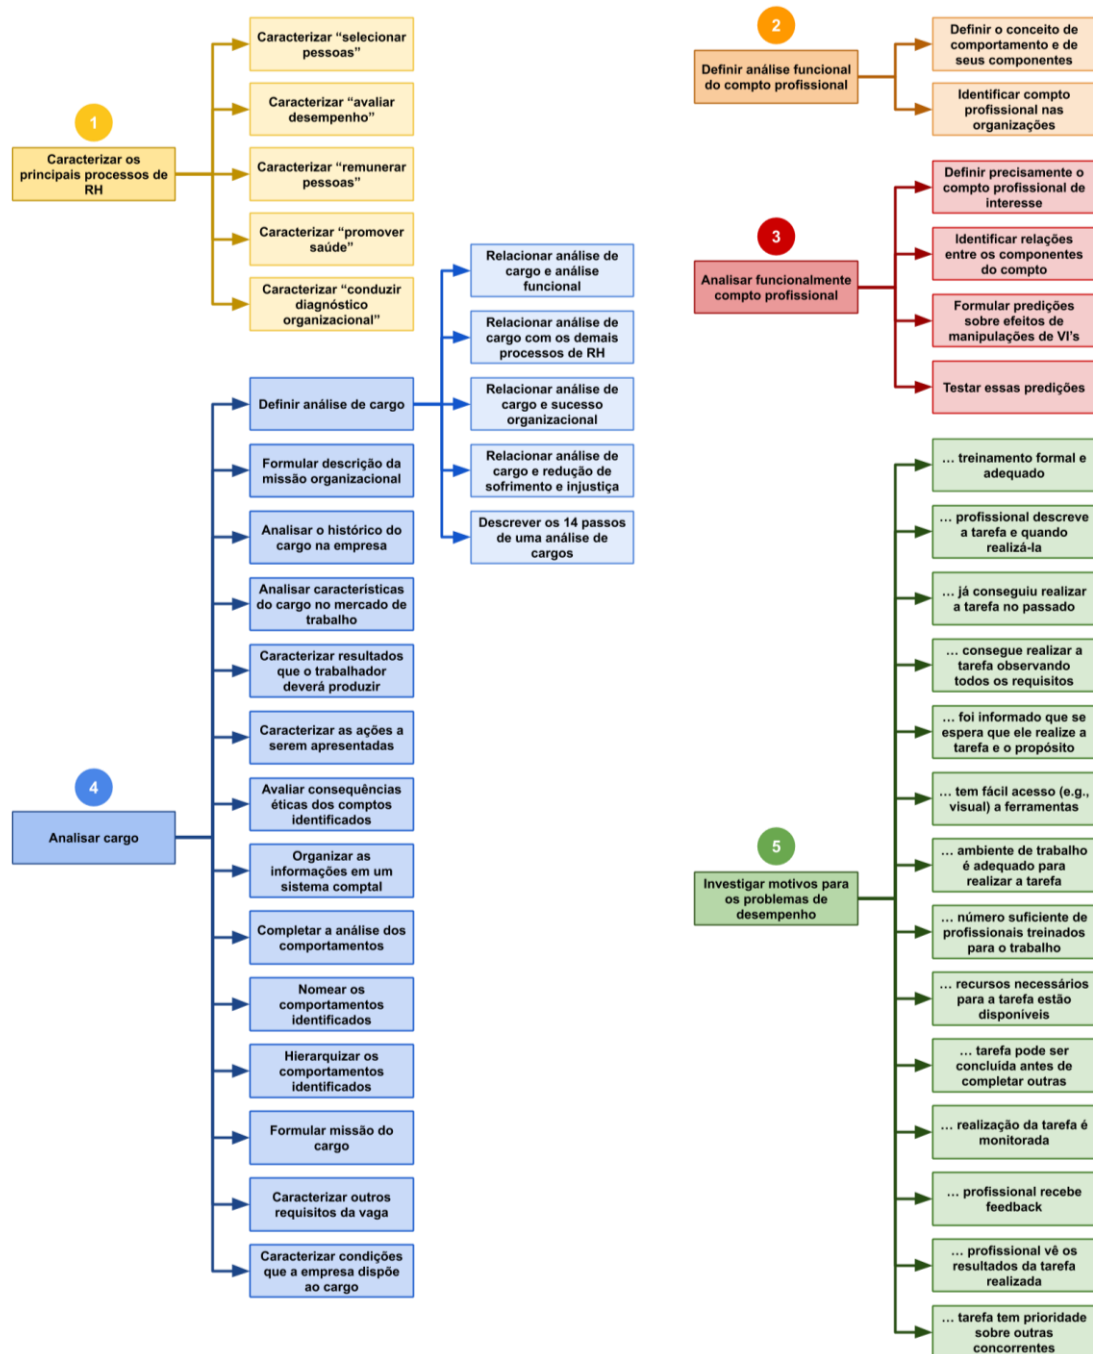 1
Caracterizar os
principais processos de
RH
Caracterizar “selecionar
pessoas”
Caracterizar “avaliar
desempenho”
Caracterizar “remunerar
pessoas”
Caracterizar “promover
saúde”
Caracterizar “conduzir
diagnóstico
organizacional”
2
Definir análise funcional
do compto profissional
Definir o conceito de
comportamento e de
seus componentes
Identificar compto
profissional nas
organizações
3
Analisar funcionalmente
compto profissional
Definir precisamente o
compto profissional de
interesse
Identificar relações
entre os componentes
do compto
Formular predições
sobre efeitos de
manipulações de VI's
Testar essas predições
4
Analisar cargo
Definir análise de cargo
Relacionar análise de
cargo e análise
funcional
Relacionar análise de
cargo com os demais
processos de RH
Relacionar análise de
cargo e sucesso
organizacional
Relacionar análise de
cargo e redução de
sofrimento e injustiça
Descrever os 14 passos
de uma análise de
cargos
Formular descrição da
missão organizacional
Analisar o histórico do
cargo na empresa
Analisar características
do cargo no mercado de
trabalho
Caracterizar resultados
que o trabalhador
deverá produzir
Caracterizar as ações a
serem apresentadas
Avaliar consequências
éticas dos comptos
identificados
Organizar as
informações em um
sistema comptal
Completar a análise dos
comportamentos
Nomear os
comportamentos
identificados
Hierarquizar os
comportamentos
identificados
Formular missão do
cargo
Caracterizar outros
requisitos da vaga
Caracterizar condições
que a empresa dispõe
ao cargo
5
Investigar motivos para
os problemas de
desempenho
... treinamento formal e
adequado
... profissional descreve
a tarefa e quando
realizá-la
... já conseguiu realizar
a tarefa no passado
... consegue realizar a
tarefa observando
todos os requisitos
... foi informado que se
espera que ele realize a
tarefa e o propósito
... tem fácil acesso (e.g.,
visual) a ferramentas
... ambiente de trabalho
é adequado para
realizar a tarefa
... número suficiente de
profissionais treinados
para o trabalho
... recursos necessários
para a tarefa estão
disponíveis
... tarefa pode ser
concluída antes de
completar outras
... realização da tarefa é
monitorada
... profissional recebe
feedback
... profissional vê os
resultados da tarefa
realizada
... tarefa tem prioridade
sobre outras
concorrentes